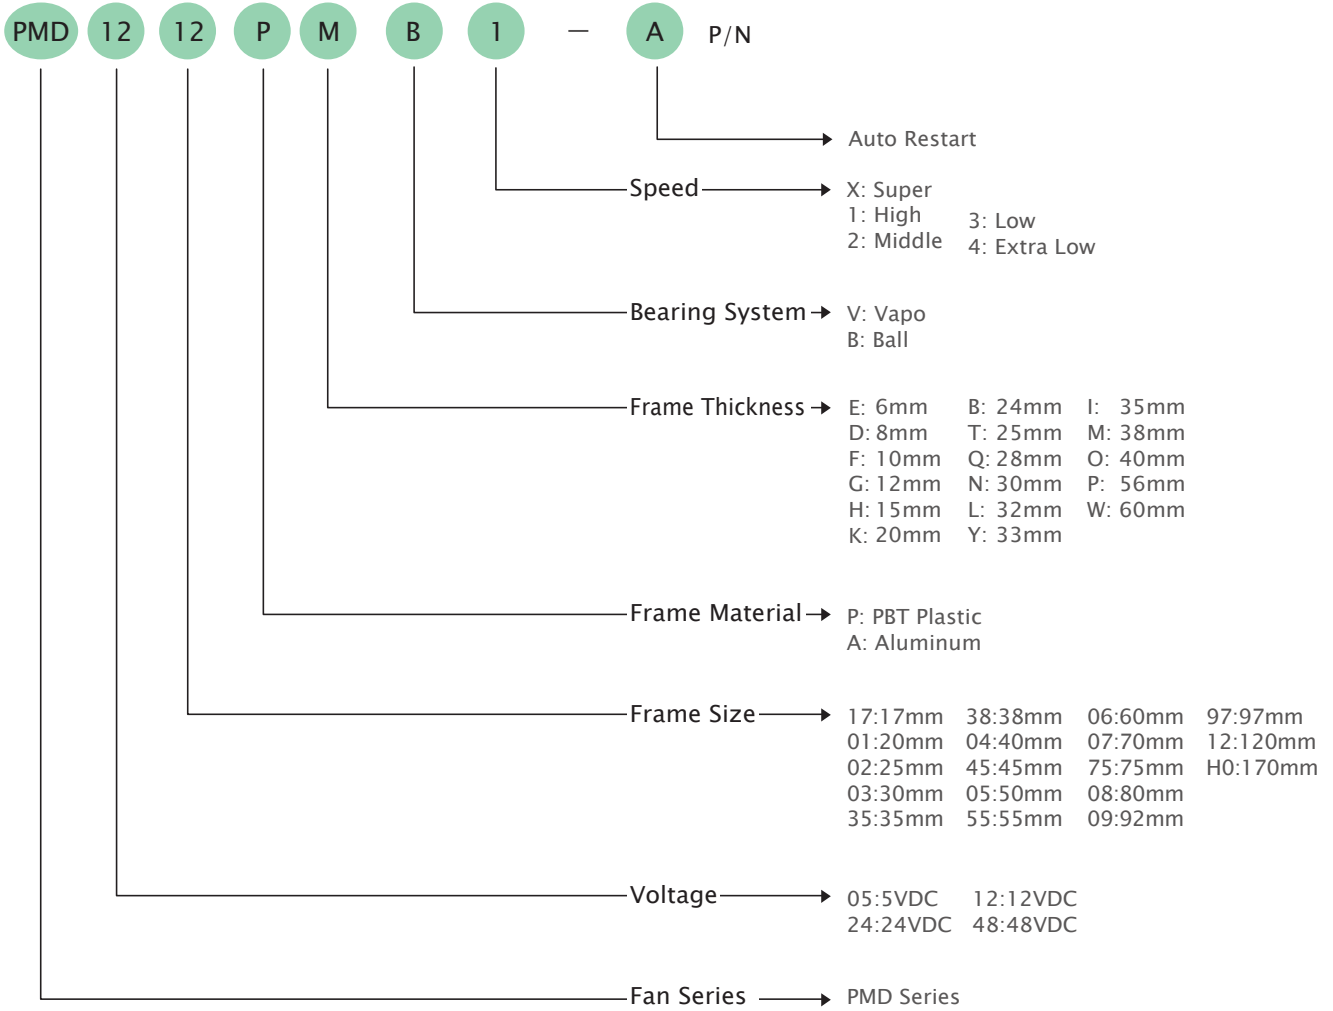 PMD 12 12 P M B 1 — A P/N
Auto Restart
Speed X: Super
1: High 3: Low
2: Middle 4: Extra Low
Bearing System V: Vapo
B: Ball
Frame Thickness E: 6mm B: 24mm I: 35mm
D: 8mm T: 25mm M: 38mm
F: 10mm Q: 28mm O: 40mm
G: 12mm N: 30mm P: 56mm
H: 15mm L: 32mm W: 60mm
K: 20mm Y: 33mm
Frame Material P: PBT Plastic
A: Aluminum
Frame Size 17:17mm 38:38mm 06:60mm 97:97mm
01:20mm 04:40mm 07:70mm 12:120mm
02:25mm 45:45mm 75:75mm H0:170mm
03:30mm 05:50mm 08:80mm
35:35mm 55:55mm 09:92mm
Voltage 05:5VDC 12:12VDC
24:24VDC 48:48VDC
Fan Series PMD Series